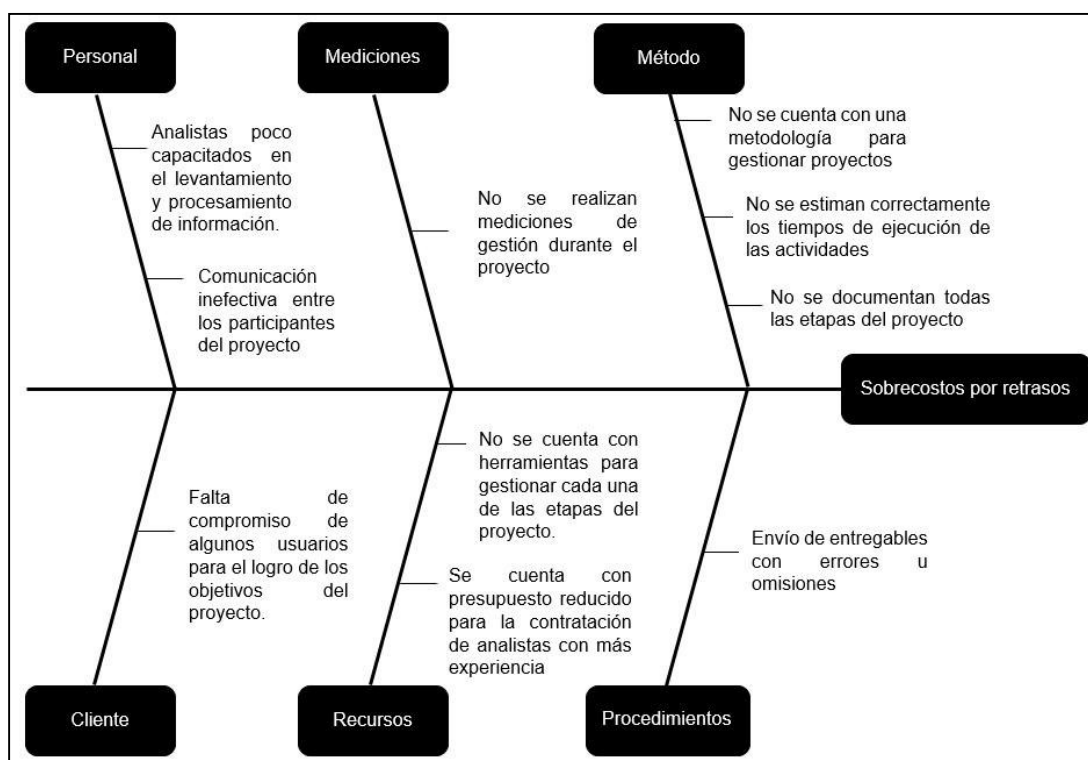 Personal
Mediciones
Método
Analistas poco
capacitados en
el levantamiento
y procesamiento
de información.
Comunicación
inefectiva entre
los participantes
del proyecto
No se realizan
mediciones de
gestión durante el
proyecto
No se cuenta con una
metodología para
gestionar proyectos
No se estiman correctamente
los tiempos de ejecución de
las actividades
No se documentan todas
las etapas del proyecto
Sobrecostos por retrasos
Falta de
compromiso de
algunos usuarios
para el logro de los
objetivos del
proyecto.
No se cuenta con
herramientas para
gestionar cada una
de las etapas del
proyecto.
Se cuenta con
presupuesto reducido
para la contratación
de analistas con más
experiencia
Envío de entregables
con errores u
omisiones
Cliente
Recursos
Procedimientos